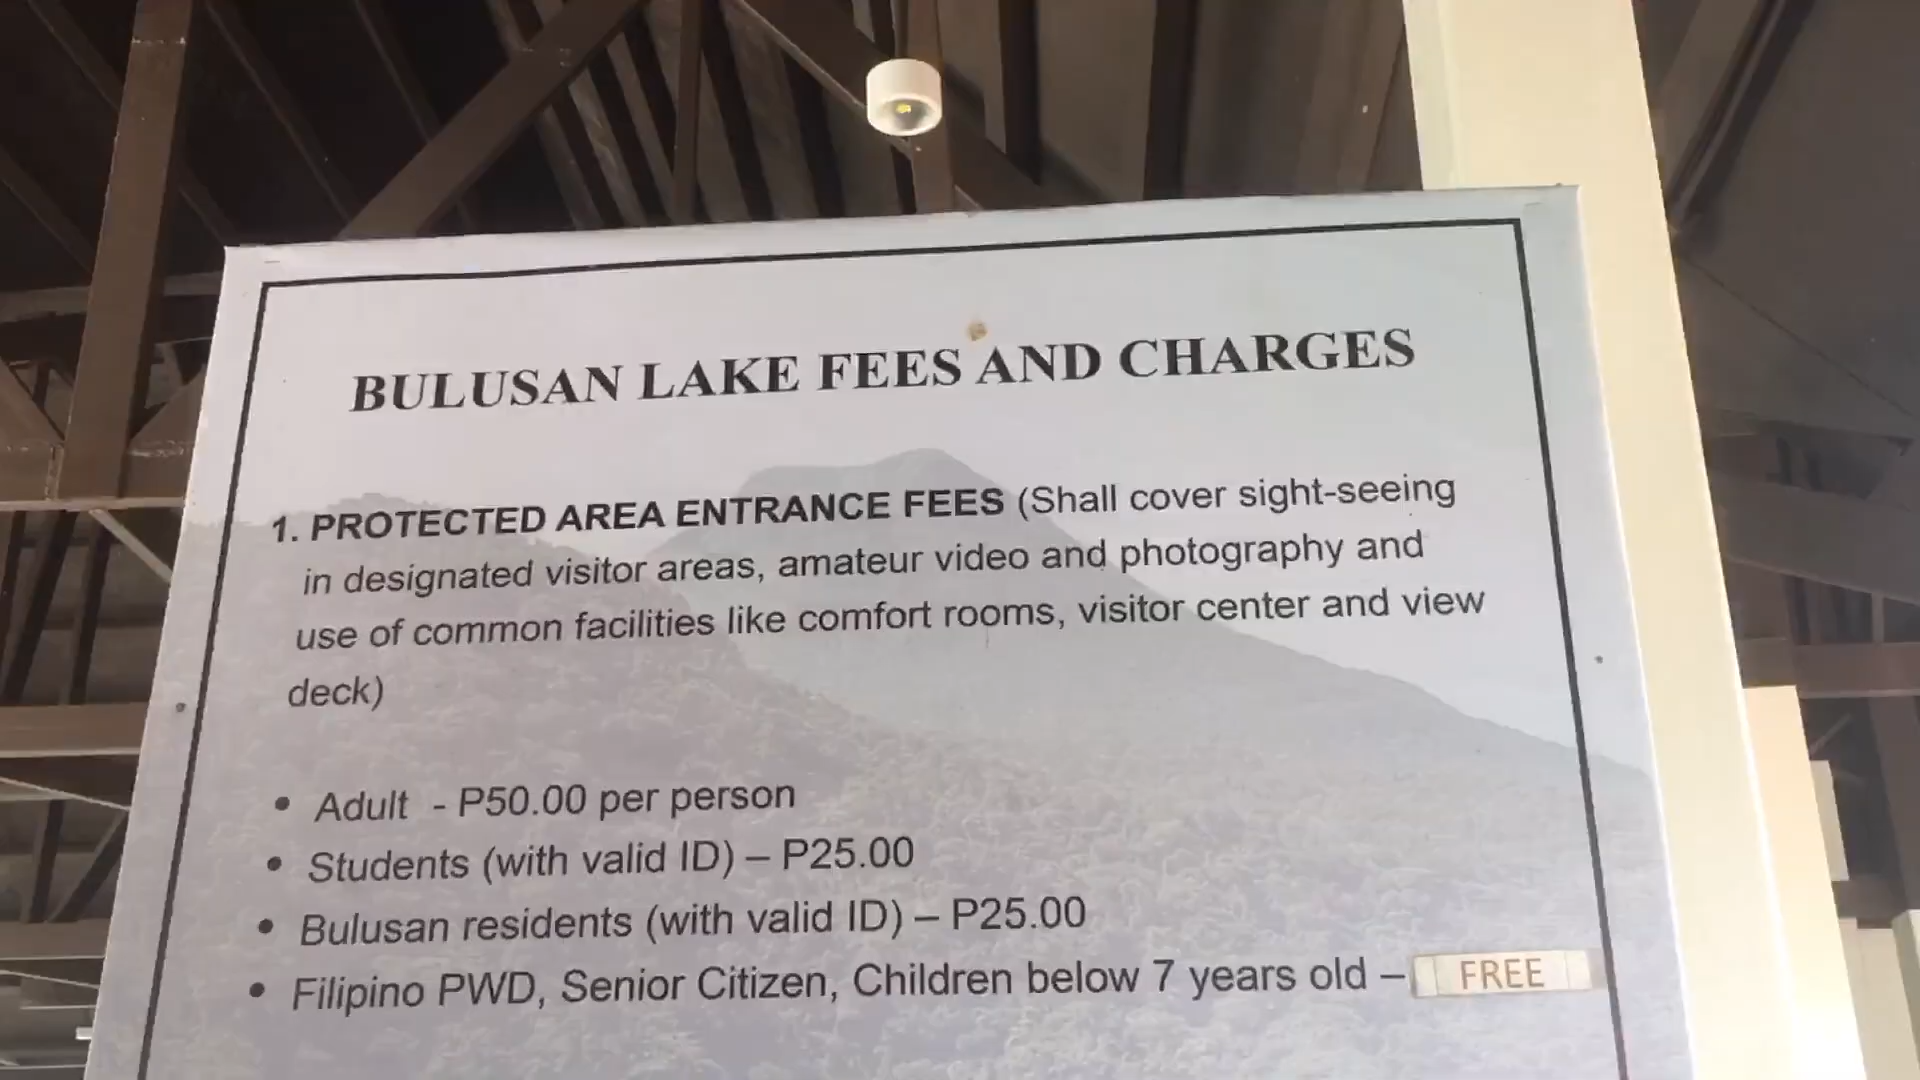 BULUSAN LAKE FEES AND CHARGES
1. PROTECTED AREA ENTRANCE FEES (Shall cover sight-seeing
in designated visitor areas, amateur video and photography and
use of common facilities like comfort rooms, visitor center and view
deck)
• Adult - P50.00 per person
• Students (with valid ID) – P25.00
• Bulusan residents (with valid ID) – P25.00
• Filipino PWD, Senior Citizen, Children below 7 years old – FREE